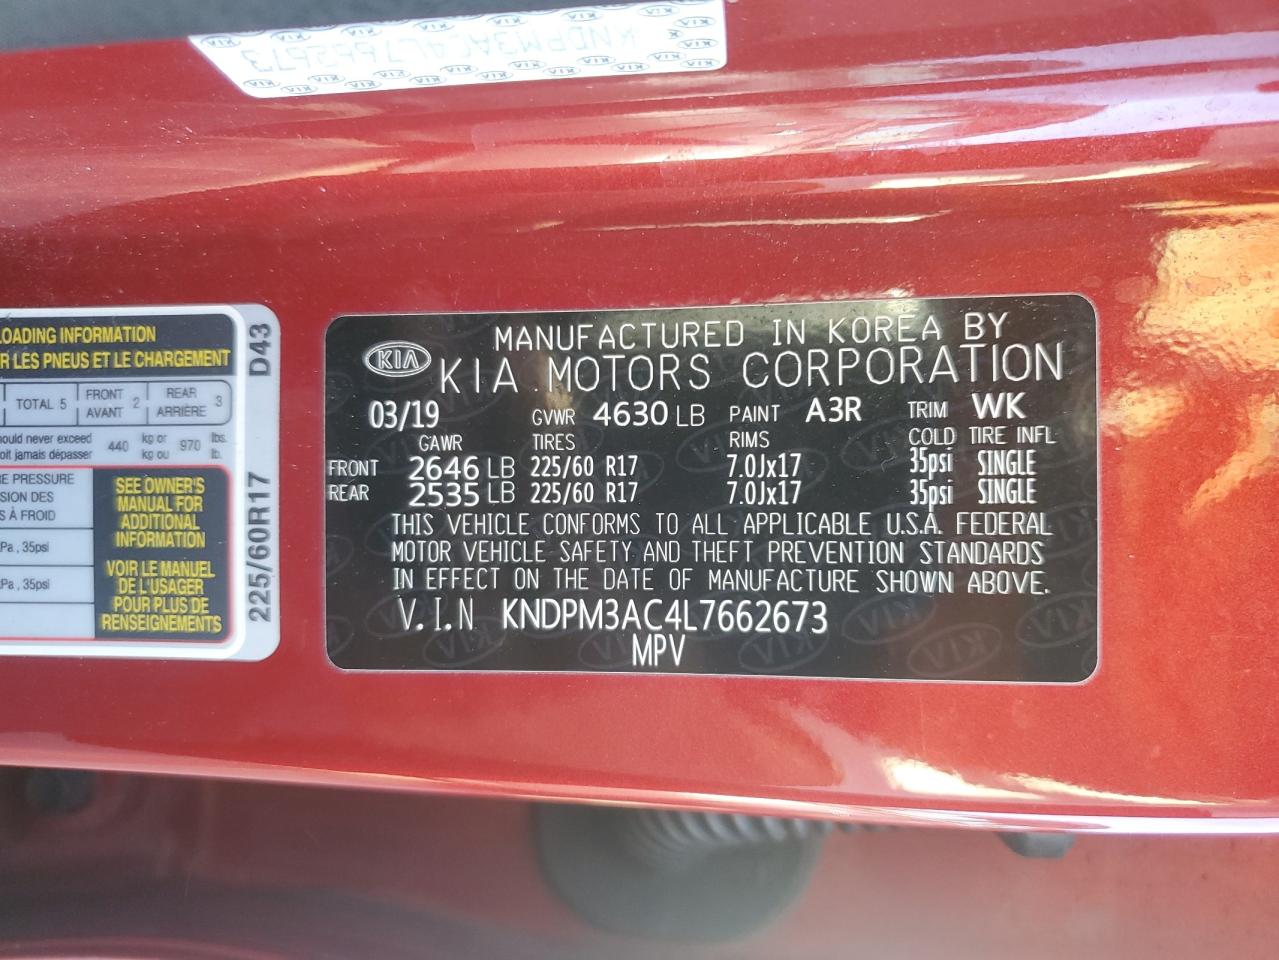 KNDPM3AC4L7662673
LOADING INFORMATION
R LES PNEUS ET LE CHARGEMENT
TOTAL 5 FRONT AVANT 2 REAR ARRIÈRE 3
ould never exceed 440 kg or 970 lbs.
oit jamais dépasser kg ou lb.
E PRESSURE
SION DES
S À FROID
Pa , 35psi
Pa , 35psi
SEE OWNER'S
MANUAL FOR
ADDITIONAL
INFORMATION
VOIR LE MANUEL
DE L'USAGER
POUR PLUS DE
RENSEIGNEMENTS
225/60R17 D43
MANUFACTURED IN KOREA BY
KIA KIA MOTORS CORPORATION
03/19 GVWR 4630 LB PAINT A3R TRIM WK
GAWR TIRES RIMS COLD TIRE INFL
FRONT 2646 LB 225/60 R17 7.0Jx17 35psi SINGLE
REAR 2535 LB 225/60 R17 7.0Jx17 35psi SINGLE
THIS VEHICLE CONFORMS TO ALL APPLICABLE U.S.A. FEDERAL
MOTOR VEHICLE SAFETY AND THEFT PREVENTION STANDARDS
IN EFFECT ON THE DATE OF MANUFACTURE SHOWN ABOVE.
V.I.N KNDPM3AC4L7662673
MPV